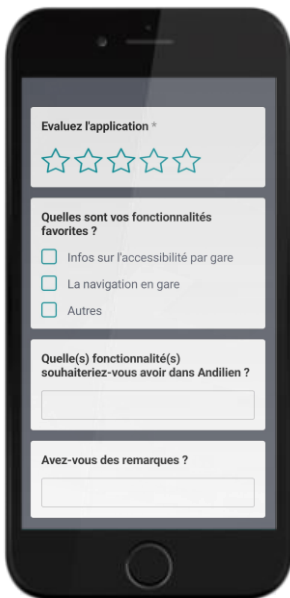 Evaluez l'application *
Quelles sont vos fonctionnalités
favorites ?
Infos sur l'accessibilité par gare
La navigation en gare
Autres
Quelle(s) fonctionnalité(s)
souhaiteriez-vous avoir dans Andilien ?
Avez-vous des remarques ?